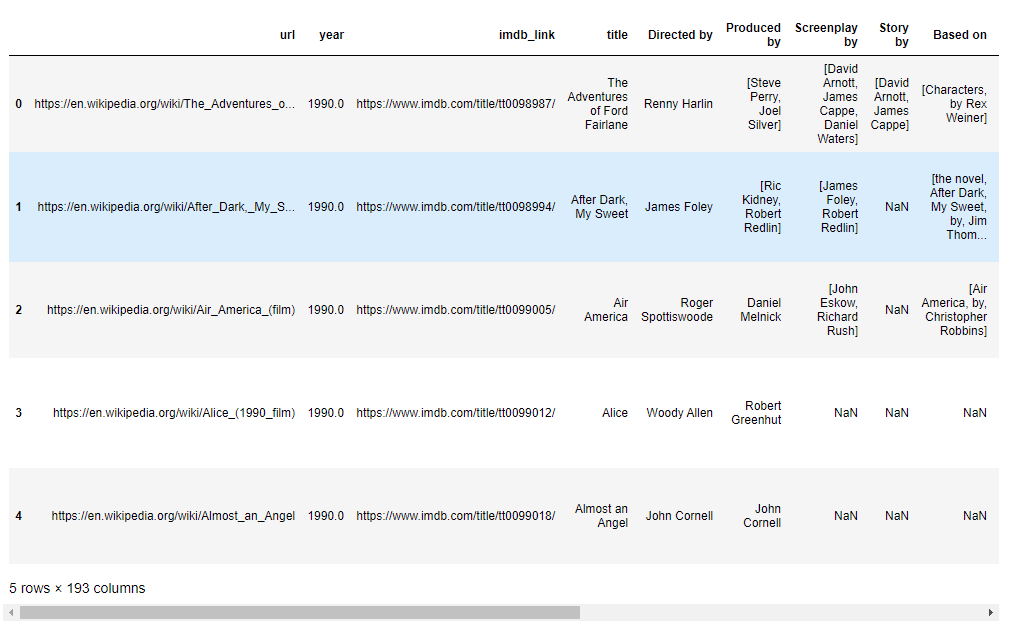 url year imdb_link title Directed by Produced by Screenplay by Story by Based on
0 https://en.wikipedia.org/wiki/The_Adventures_o... 1990.0 https://www.imdb.com/title/tt0098987/ The Adventures of Ford Fairlane Renny Harlin [Steve Perry, Joel Silver] [David Arnott, James Cappe, Daniel Waters] [David Arnott, James Cappe] [Characters, by Rex Weiner]
1 https://en.wikipedia.org/wiki/After_Dark,_My_S... 1990.0 https://www.imdb.com/title/tt0098994/ After Dark, My Sweet James Foley [Ric Kidney, Robert Redlin] [James Foley, Robert Redlin] NaN [the novel, After Dark, My Sweet, by, Jim Thom...
2 https://en.wikipedia.org/wiki/Air_America_(film) 1990.0 https://www.imdb.com/title/tt0099005/ Air America Roger Spottiswoode Daniel Melnick [John Eskow, Richard Rush] NaN [Air America, by, Christopher Robbins]
3 https://en.wikipedia.org/wiki/Alice_(1990_film) 1990.0 https://www.imdb.com/title/tt0099012/ Alice Woody Allen Robert Greenhut NaN NaN NaN
4 https://en.wikipedia.org/wiki/Almost_an_Angel 1990.0 https://www.imdb.com/title/tt0099018/ Almost an Angel John Cornell John Cornell NaN NaN NaN
5 rows × 193 columns